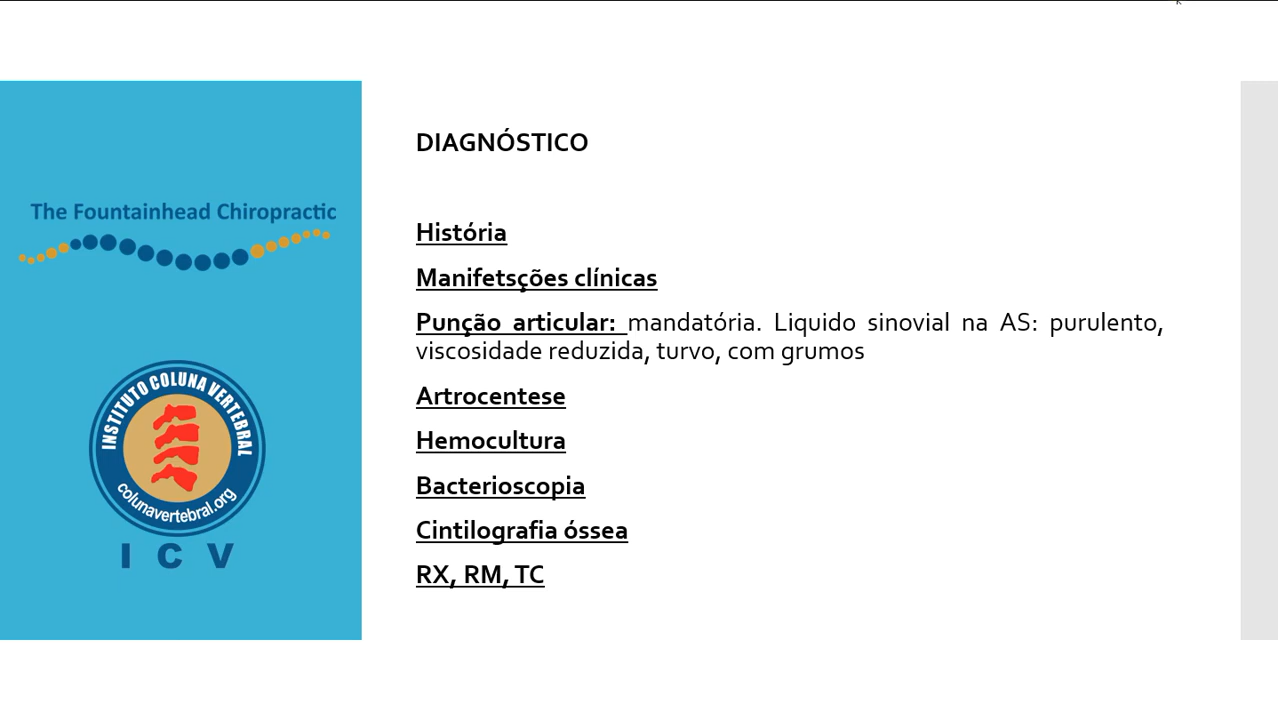 The Fountainhead Chiropractic
INSTITUTO COLUNA VERTEBRAL
colunavertebral.org
I C V
DIAGNÓSTICO
História
Manifetsções clínicas
Punção articular: mandatória. Liquido sinovial na AS: purulento,
viscosidade reduzida, turvo, com grumos
Artrocentese
Hemocultura
Bacterioscopia
Cintilografia óssea
RX, RM, TC